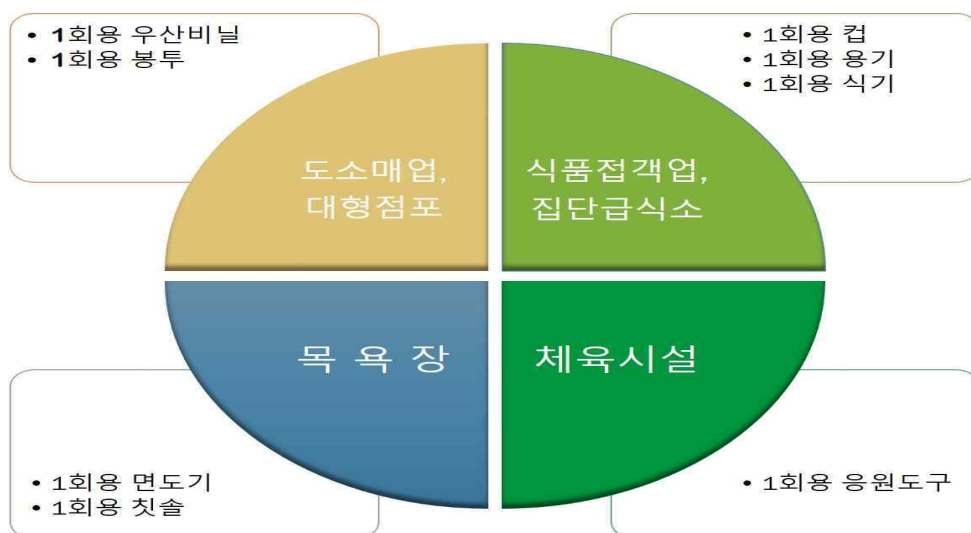 • 1회용 우산비닐
• 1회용 봉투
• 1회용 컵
• 1회용 용기
• 1회용 식기
도소매업,
대형점포
식품접객업,
집단급식소
목 욕 장
체육시설
• 1회용 면도기
• 1회용 칫솔
• 1회용 응원도구